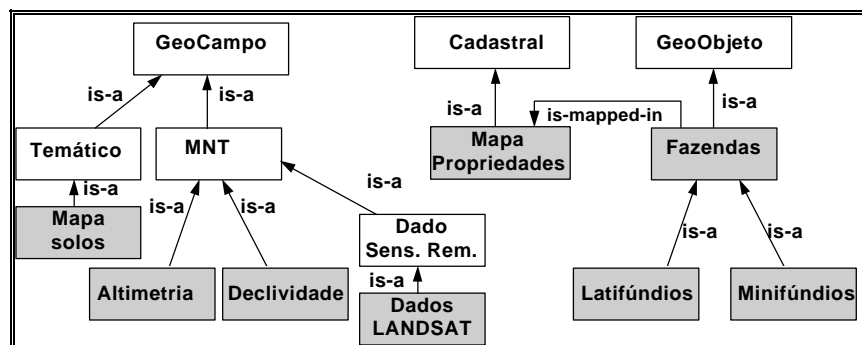 GeoCampo
Cadastral
GeoObjeto
is-a
is-a
is-a
is-mapped-in
is-a
Temático
MNT
Mapa
Propriedades
Fazendas
is-a
is-a
is-a
is-a
Mapa
solos
Dado
Sens. Rem.
is-a
is-a
is-a
Altimetria
Declividade
Dados
LANDSAT
Latifúndios
Minifúndios